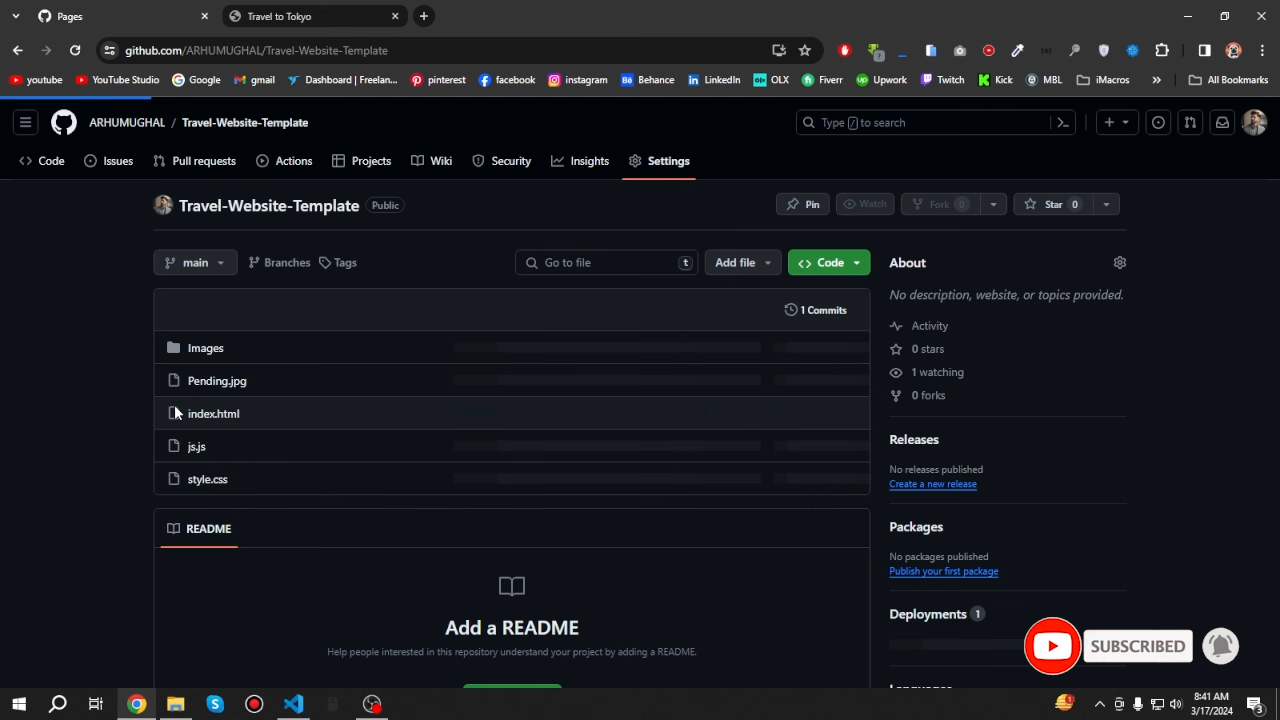 Pages
Travel to Tokyo
github.com/ARHUMUGHAL/Travel-Website-Template
youtube
YouTube Studio
Google
gmail
Dashboard | Freelan...
pinterest
facebook
instagram
Behance
LinkedIn
OLX
Fiverr
Upwork
Twitch
Kick
MBL
iMacros
»
All Bookmarks
ARHUMUGHAL / Travel-Website-Template
Type / to search
Code
Issues
Pull requests
Actions
Projects
Wiki
Security
Insights
Settings
Travel-Website-Template Public
Pin
Watch
Fork 0
Star 0
main
Branches
Tags
Go to file t
Add file
Code
About
No description, website, or topics provided.
1 Commits
Activity
Images
0 stars
Pending.jpg
1 watching
index.html
0 forks
js.js
Releases
No releases published
style.css
Create a new release
README
Packages
No packages published
Publish your first package
Add a README
Deployments 1
Help people interested in this repository understand your project by adding a README.
SUBSCRIBED
8:41 AM
3/17/2024